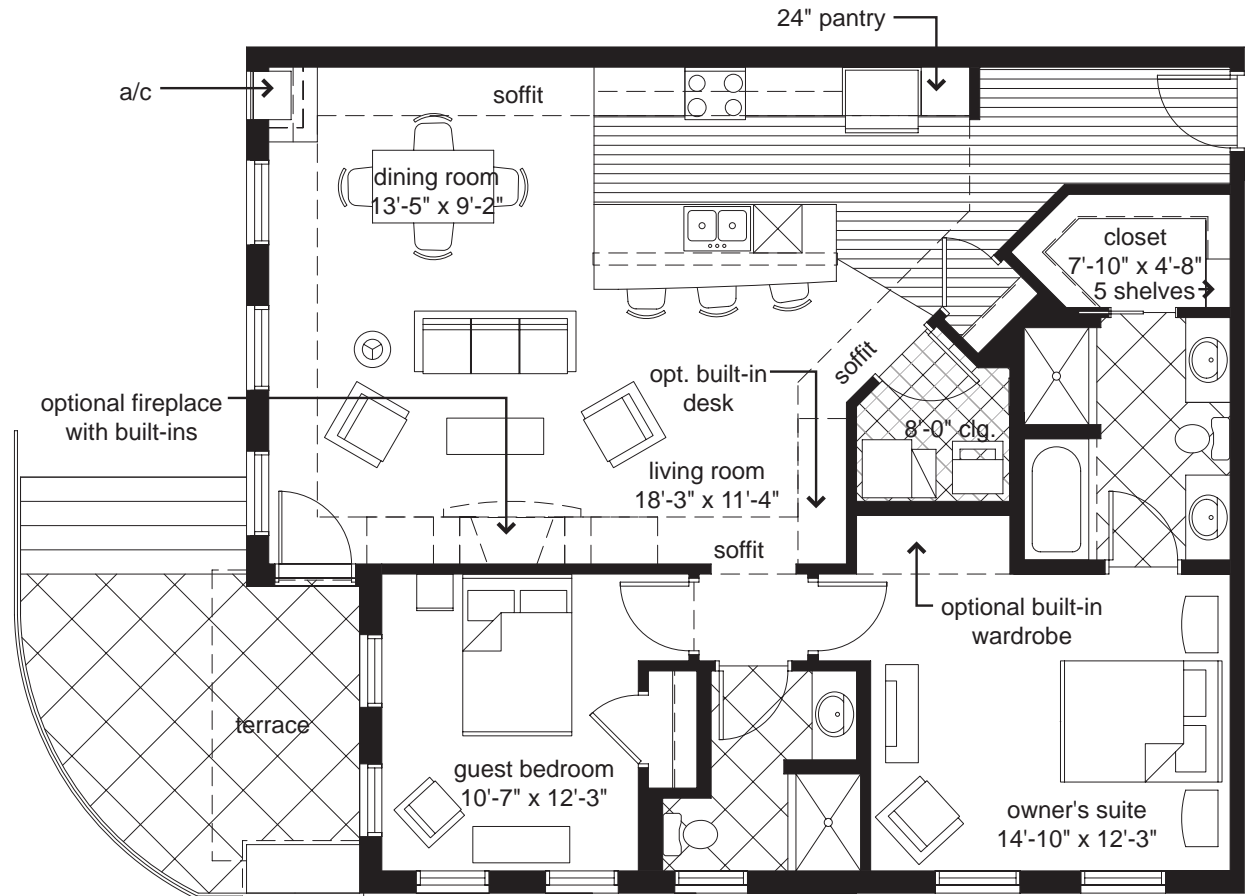 24" pantry
a/c
soffit
dining room
13'-5" x 9'-2"
closet
7'-10" x 4'-8"
5 shelves
soffit
opt. built-in
desk
optional fireplace
with built-ins
8'-0" clg.
living room
18'-3" x 11'-4"
soffit
optional built-in
wardrobe
terrace
guest bedroom
10'-7" x 12'-3"
owner's suite
14'-10" x 12'-3"